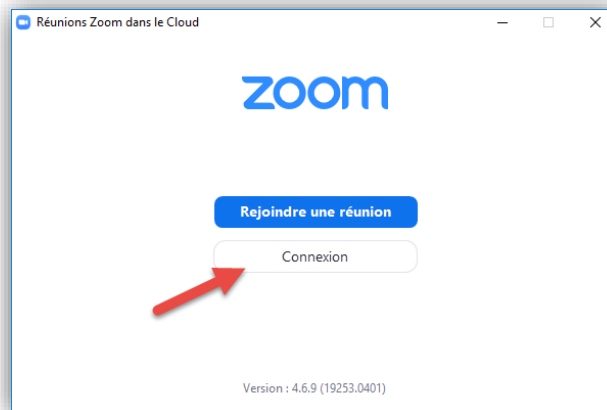 Réunions Zoom dans le Cloud
zoom
Rejoindre une réunion
Connexion
Version : 4.6.9 (19253.0401)